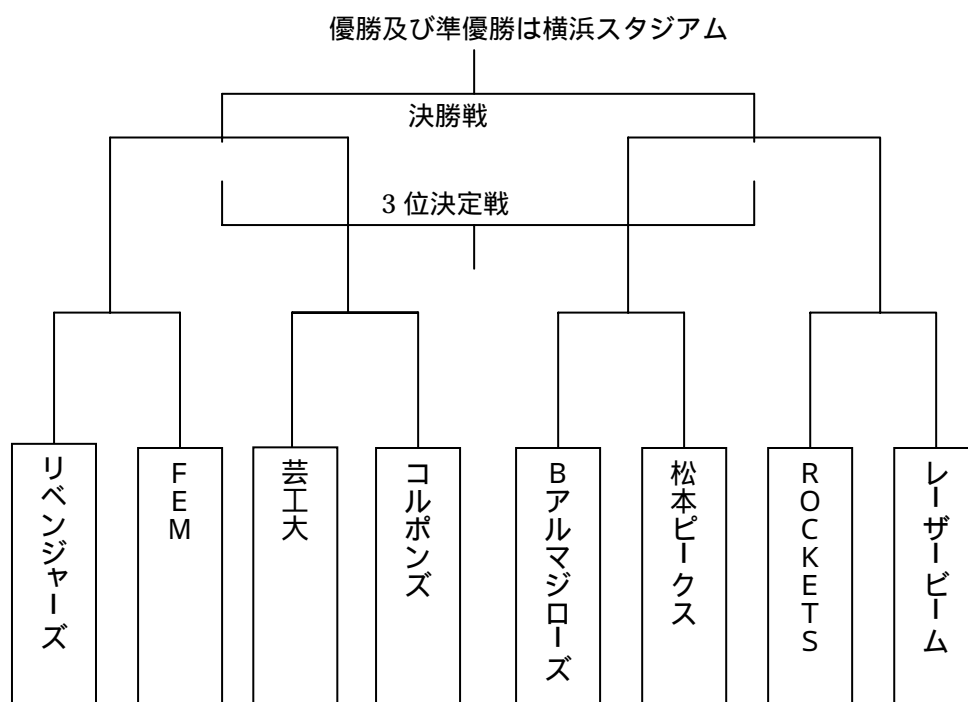 優勝及び準優勝は横浜スタジアム
決勝戦
3 位決定戦
リベンジャーズ
FEM
芸工大
コルポンズ
Bアルマジローズ
松本ピークス
ROCKETS
レーザービーム